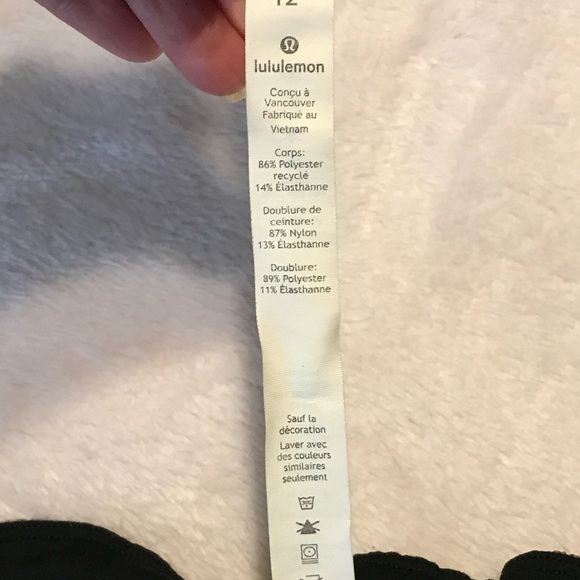 12
lululemon
Conçu à
Vancouver
Fabriqué au
Vietnam
Corps:
86% Polyester
recyclé
14% Élasthanne
Doublure de
ceinture:
87% Nylon
13% Élasthanne
Doublure:
89% Polyester
11% Élasthanne
Sauf la
décoration
Laver avec
des couleurs
similaires
seulement